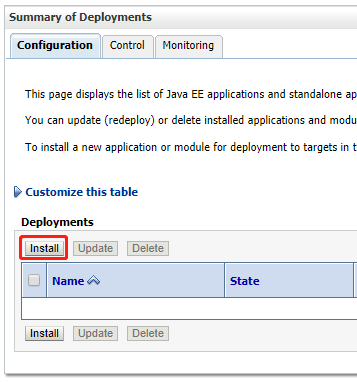 Summary of Deployments
Configuration Control Monitoring
This page displays the list of Java EE applications and standalone ap
You can update (redeploy) or delete installed applications and modu
To install a new application or module for deployment to targets in t
Customize this table
Deployments
Install Update Delete
Name State
Install Update Delete